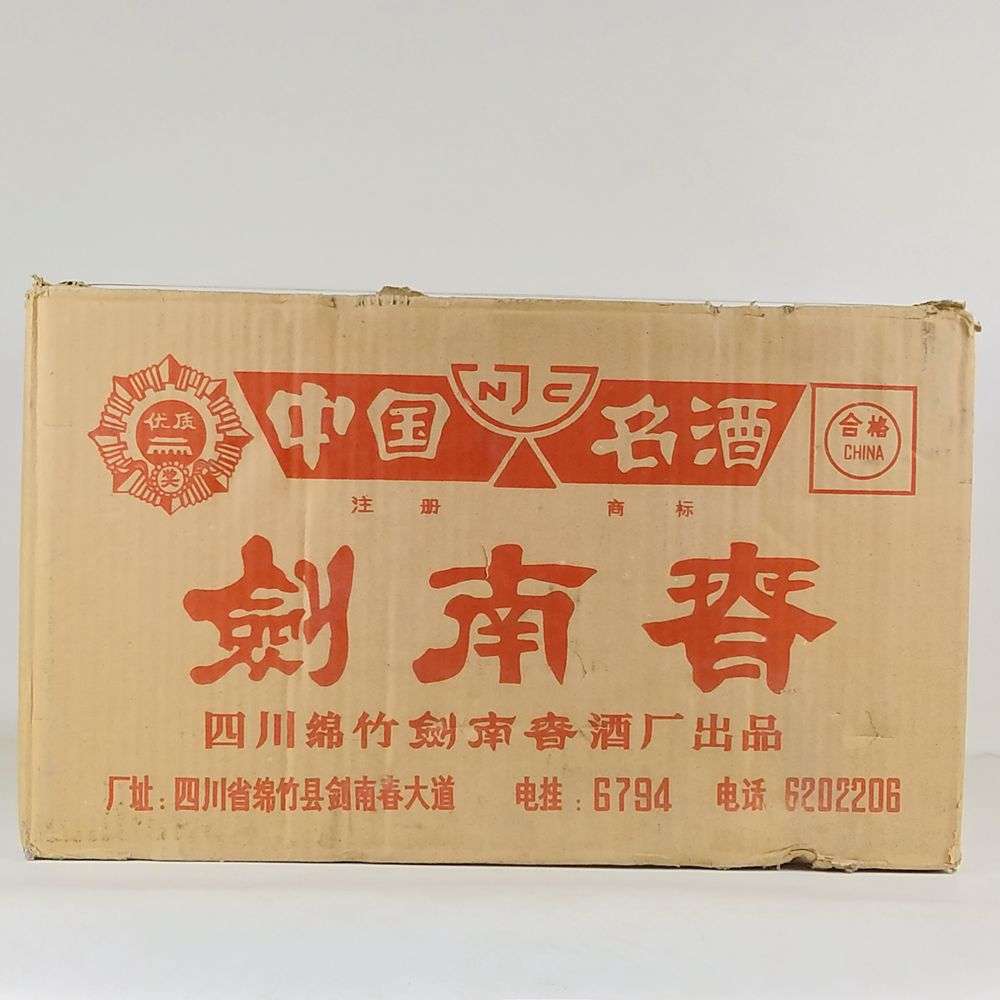 优质
奖
中国名酒
NJC
合格
CHINA
注册商标
劍南春
四川绵竹劍南春酒厂出品
厂址:四川省绵竹县剑南春大道 电挂:6794 电话 6202206